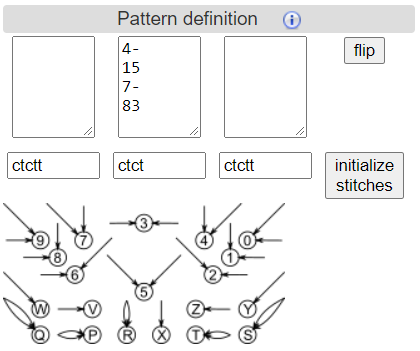 Pattern definition i
flip
4-
15
7-
83
ctctt ctct ctctt
initialize
stitches
9 7 3 4 0
8 1
6 2
5
W V Z Y
Q P R X T S